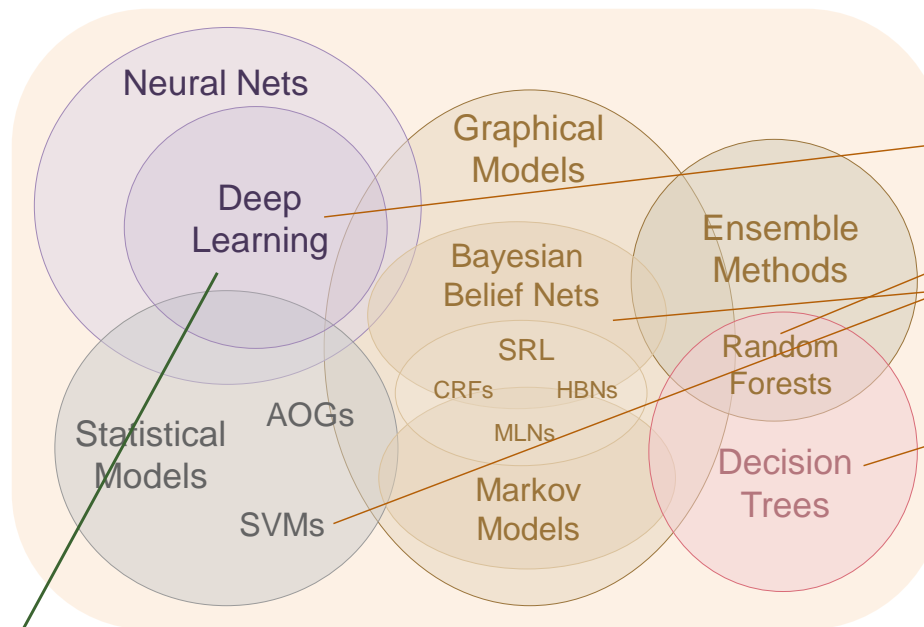 Neural Nets
Deep
Learning
Graphical
Models
Ensemble
Methods
Bayesian
Belief Nets
SRL
CRFs
HBNs
MLNs
Random
Forests
AOGs
Statistical
Models
SVMs
Markov
Models
Decision
Trees